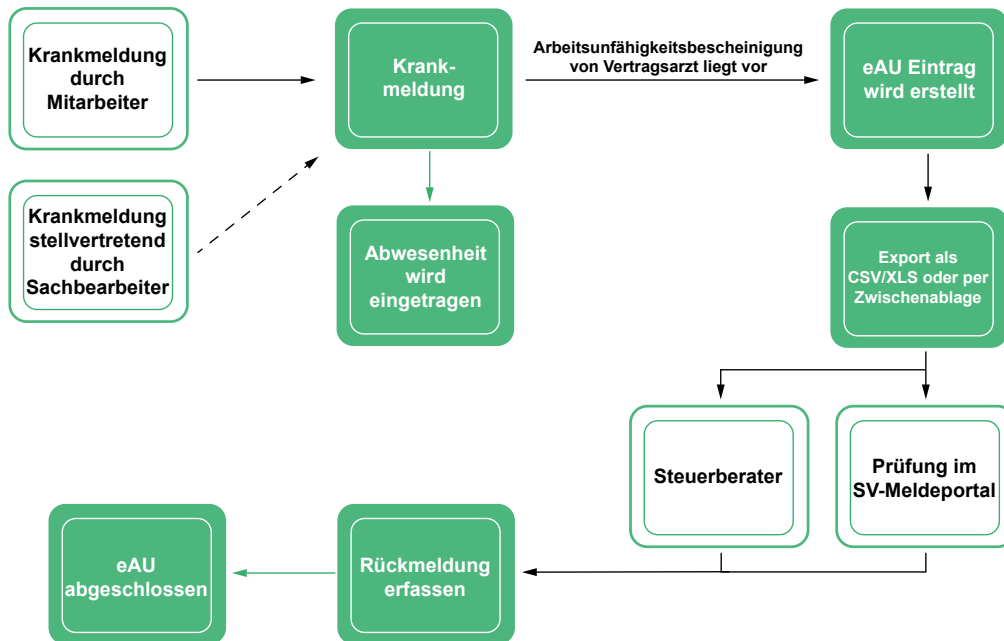 Krankmeldung
durch
Mitarbeiter
Krank-
meldung
Arbeitsunfähigkeitsbescheinigung
von Vertragsarzt liegt vor
eAU Eintrag
wird erstellt
Krankmeldung
stellvertretend
durch
Sachbearbeiter
Abwesenheit
wird
eingetragen
Export als
CSV/XLS oder per
Zwischenablage
Steuerberater
Prüfung im
SV-Meldeportal
eAU
abgeschlossen
Rückmeldung
erfassen